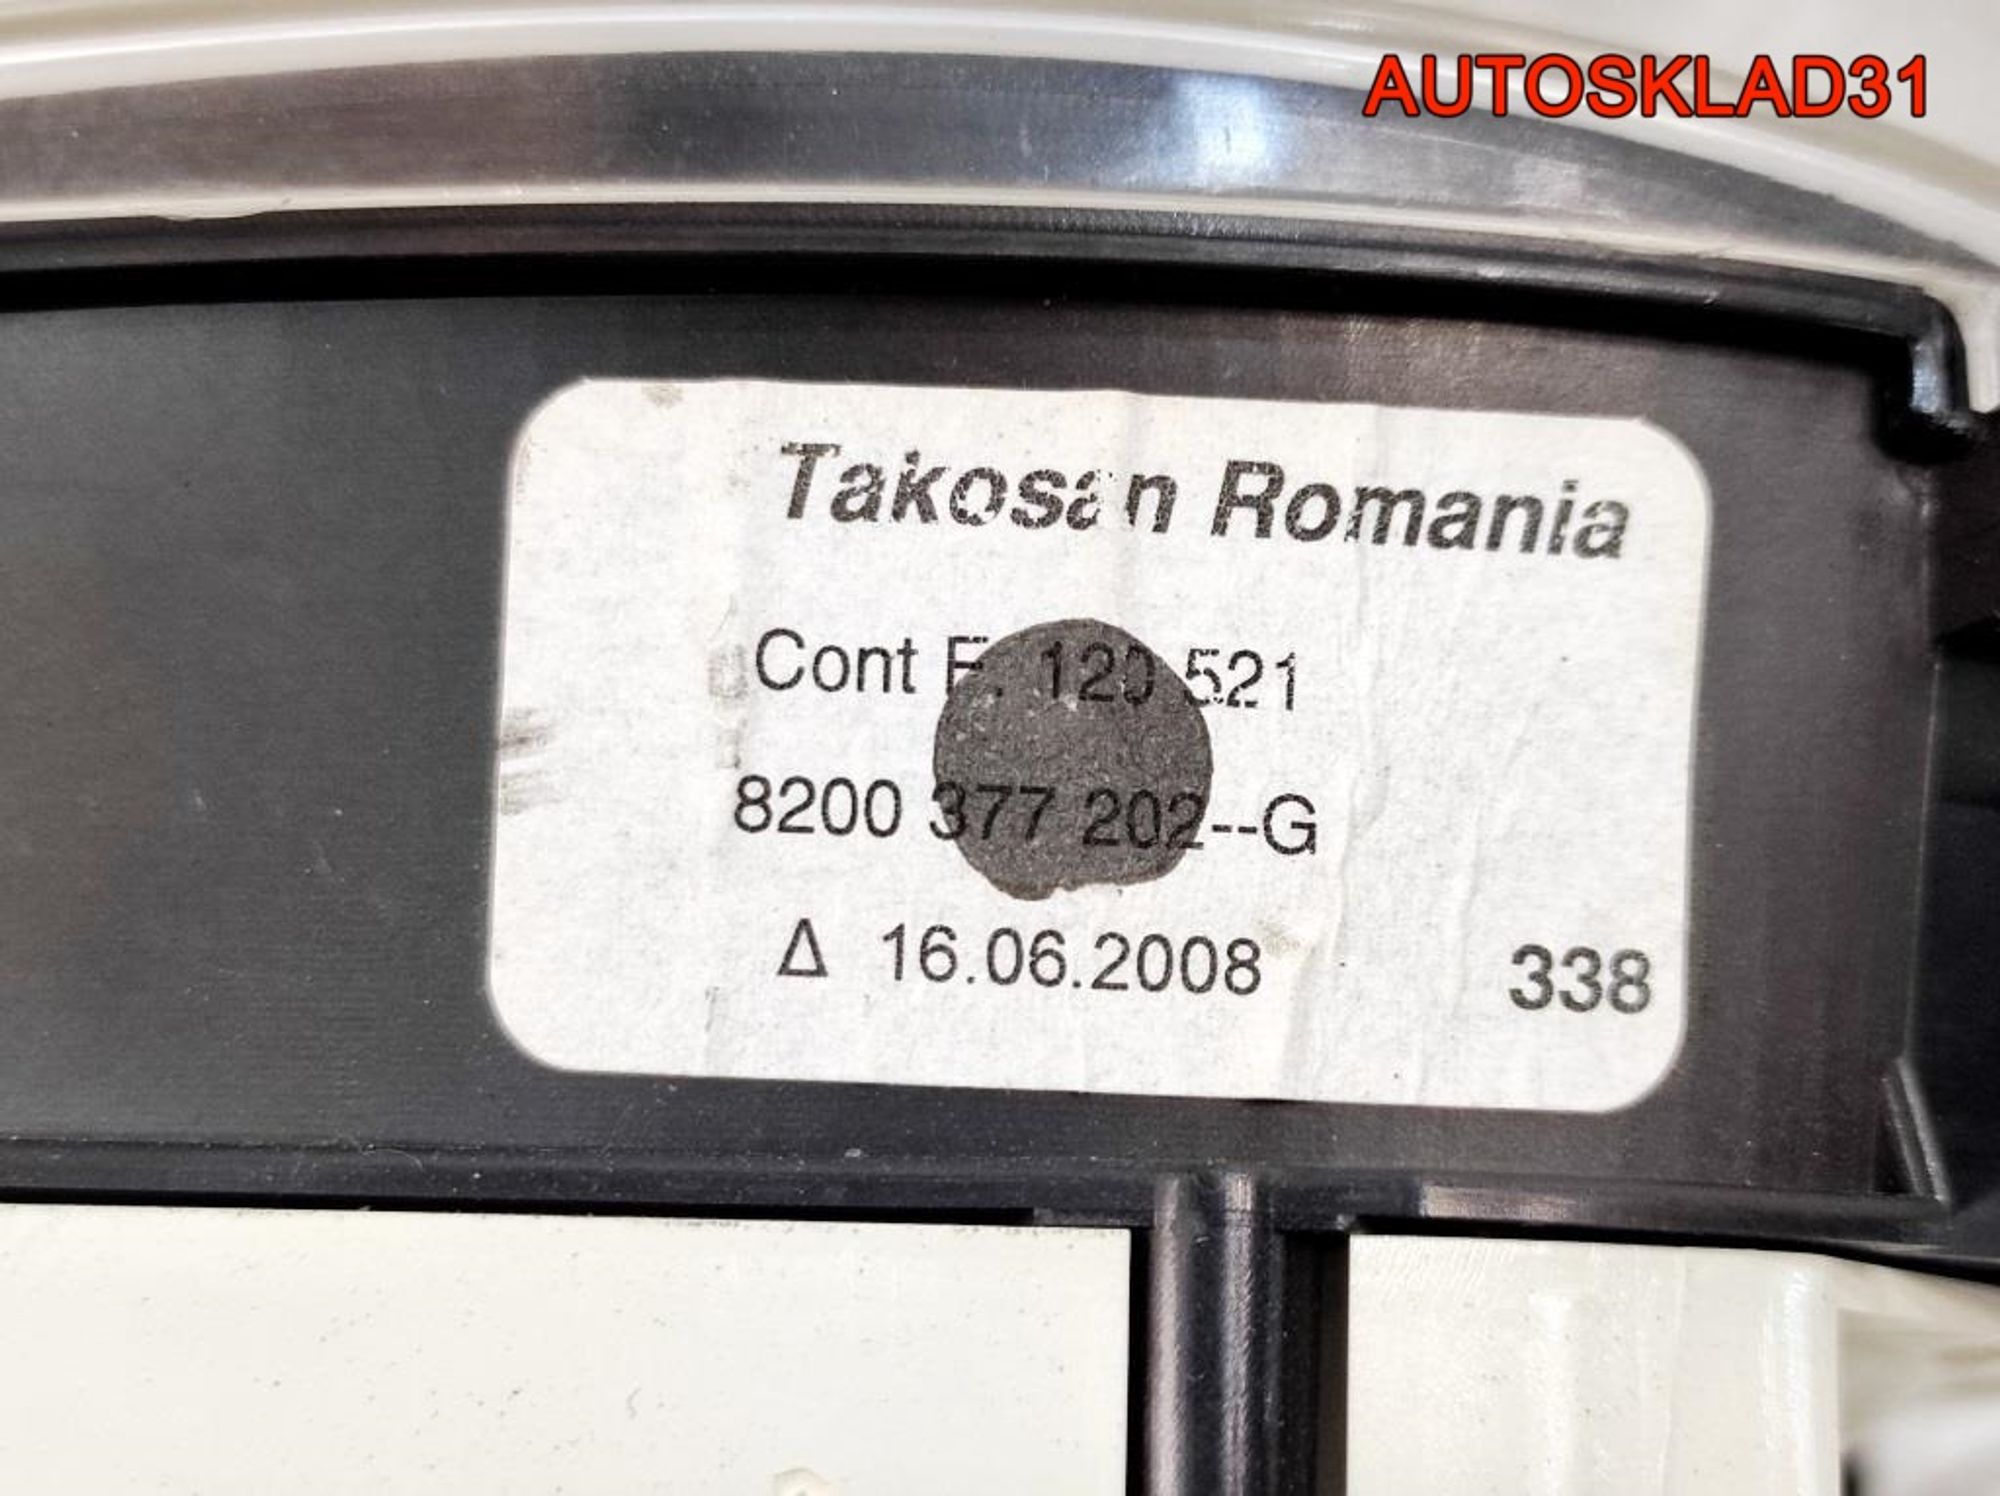 AUTOSKLAD31
Takosan Romania
Cont E. 120 521
8200 377 202--G
Δ 16.06.2008 338